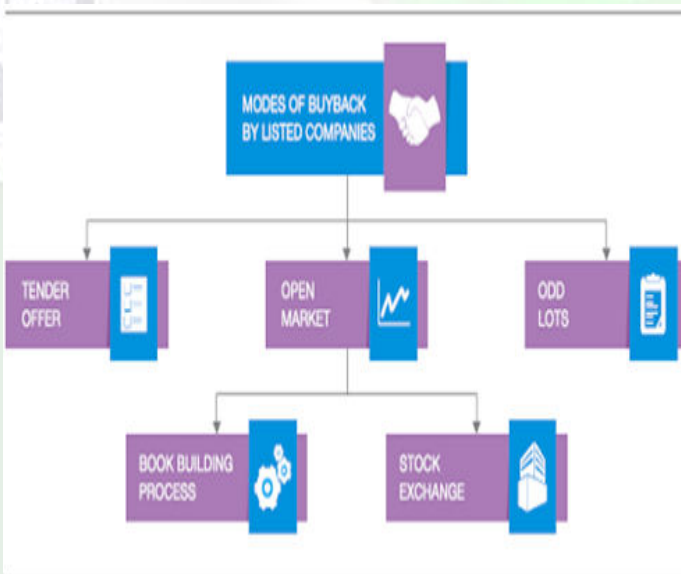 MODES OF BUYBACK
BY LISTED COMPANIES
TENDER
OFFER
OPEN
MARKET
ODD
LOTS
BOOK BUILDING
PROCESS
STOCK
EXCHANGE